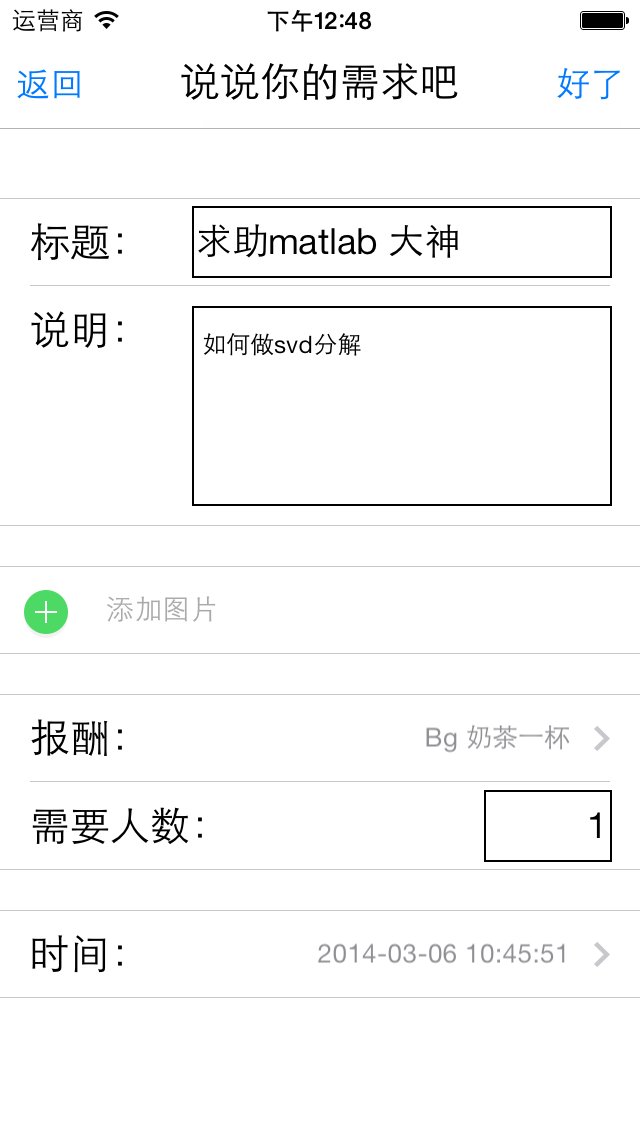 运营商 下午12:48
返回 说说你的需求吧 好了
标题： 求助matlab 大神
说明：
如何做svd分解
添加图片
报酬： Bg 奶茶一杯
需要人数： 1
时间： 2014-03-06 10:45:51